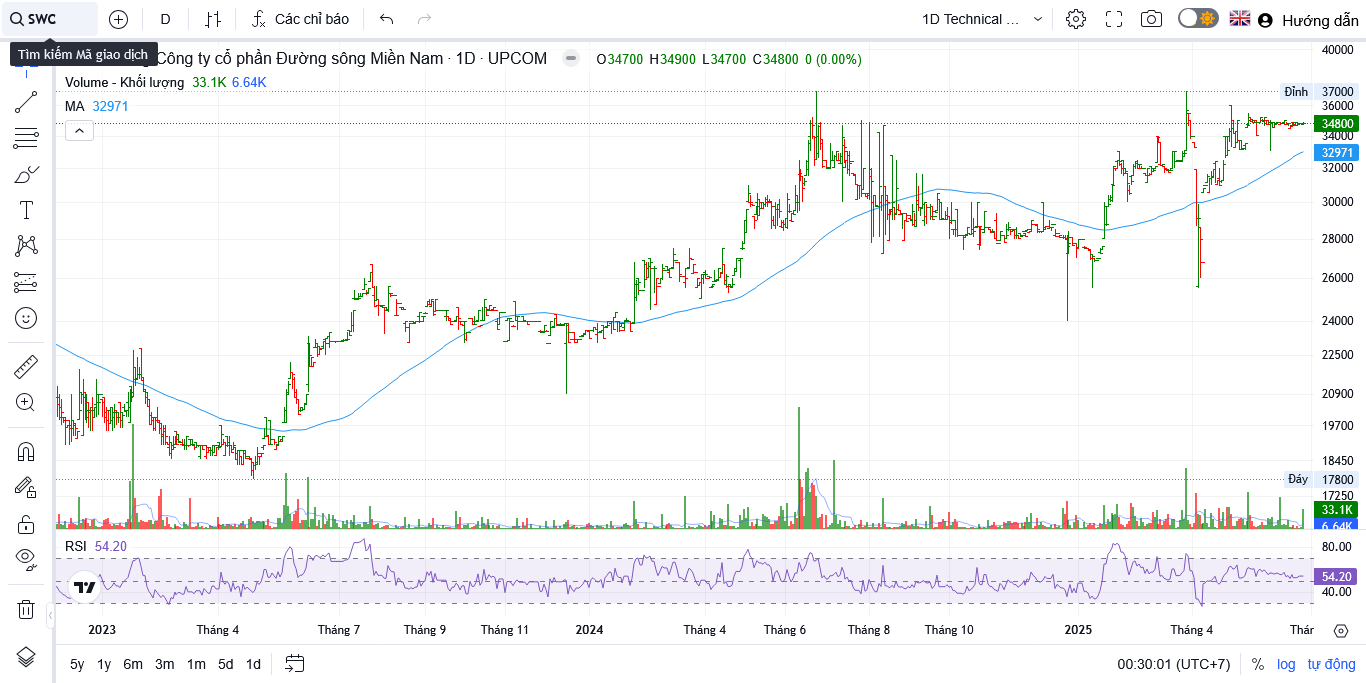 SWC
D
Các chỉ báo
1D Technical ...
Hướng dẫn
Tìm kiếm Mã giao dịch
Công ty cổ phần Đường sông Miền Nam · 1D · UPCOM
O34700 H34900 L34700 C34800 0 (0.00%)
Volume - Khối lượng 33.1K 6.64K
MA 32971
40000
Đỉnh 37000
36000
34800
34000
32971
32000
30000
28000
26000
24000
22500
20900
19700
18450
Đáy 17800
17250
33.1K
6.64K
RSI 54.20
80.00
54.20
40.00
2023 Tháng 4 Tháng 7 Tháng 9 Tháng 11 2024 Tháng 4 Tháng 6 Tháng 8 Tháng 10 2025 Tháng 4 Thár
5y 1y 6m 3m 1m 5d 1d
00:30:01 (UTC+7) % log tự động